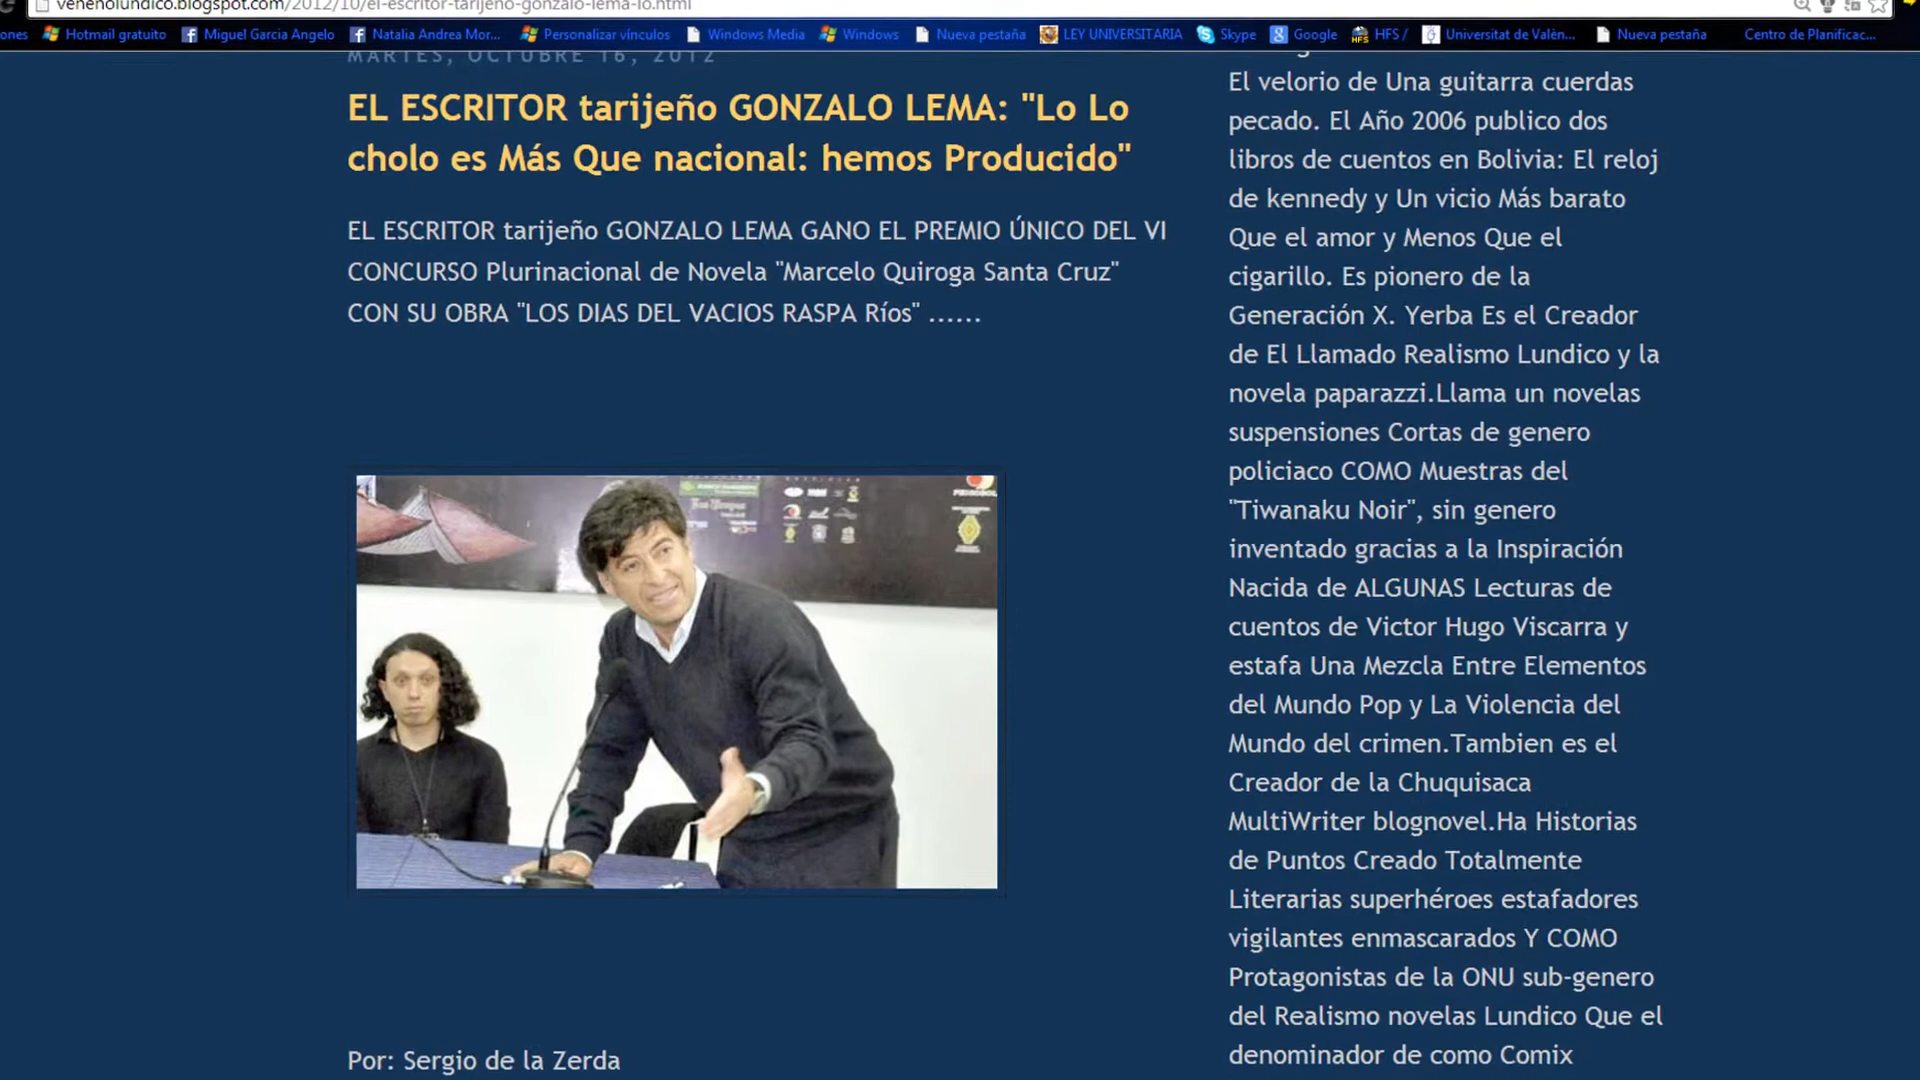 venenolundico.blogspot.com/2012/10/el-escritor-tarijeno-gonzalo-lema-lo.html
ones Hotmail gratuito Miguel Garcia Angelo Natalia Andrea Mor... Personalizar vínculos Windows Media Windows Nueva pestaña LEY UNIVERSITARIA Skype Google HFS / Universitat de Valèn... Nueva pestaña Centro de Planificac...
MARTES, OCTUBRE 16, 2012
EL ESCRITOR tarijeño GONZALO LEMA: "Lo Lo
cholo es Más Que nacional: hemos Producido"
EL ESCRITOR tarijeño GONZALO LEMA GANO EL PREMIO ÚNICO DEL VI
CONCURSO Plurinacional de Novela "Marcelo Quiroga Santa Cruz"
CON SU OBRA "LOS DIAS DEL VACIOS RASPA Ríos" ......
Por: Sergio de la Zerda
El velorio de Una guitarra cuerdas
pecado. El Año 2006 publico dos
libros de cuentos en Bolivia: El reloj
de kennedy y Un vicio Más barato
Que el amor y Menos Que el
cigarillo. Es pionero de la
Generación X. Yerba Es el Creador
de El Llamado Realismo Lundico y la
novela paparazzi.Llama un novelas
suspensiones Cortas de genero
policiaco COMO Muestras del
"Tiwanaku Noir", sin genero
inventado gracias a la Inspiración
Nacida de ALGUNAS Lecturas de
cuentos de Victor Hugo Viscarra y
estafa Una Mezcla Entre Elementos
del Mundo Pop y La Violencia del
Mundo del crimen.Tambien es el
Creador de la Chuquisaca
MultiWriter blognovel.Ha Historias
de Puntos Creado Totalmente
Literarias superhéroes estafadores
vigilantes enmascarados Y COMO
Protagonistas de la ONU sub-genero
del Realismo novelas Lundico Que el
denominador de como Comix